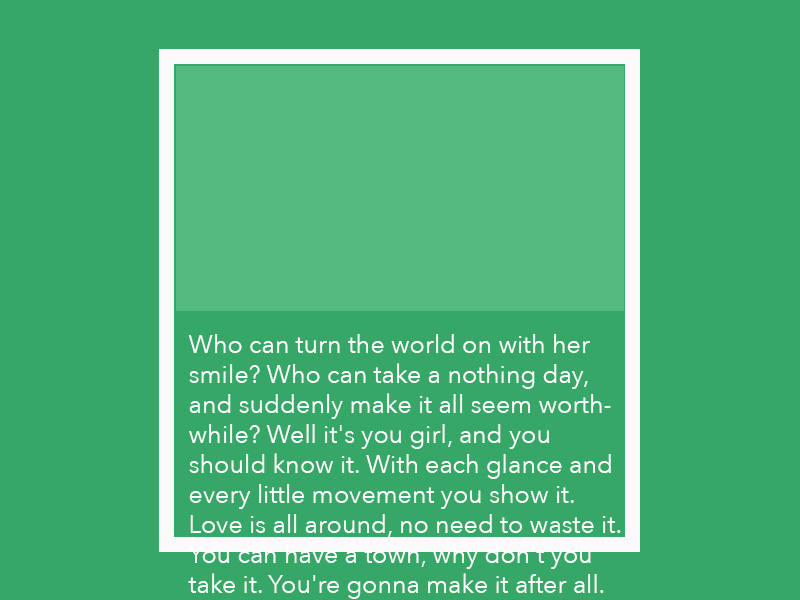 Who can turn the world on with her
smile? Who can take a nothing day,
and suddenly make it all seem worth-
while? Well it's you girl, and you
should know it. With each glance and
every little movement you show it.
Love is all around, no need to waste it.
You can have a town, why don't you
take it. You're gonna make it after all.